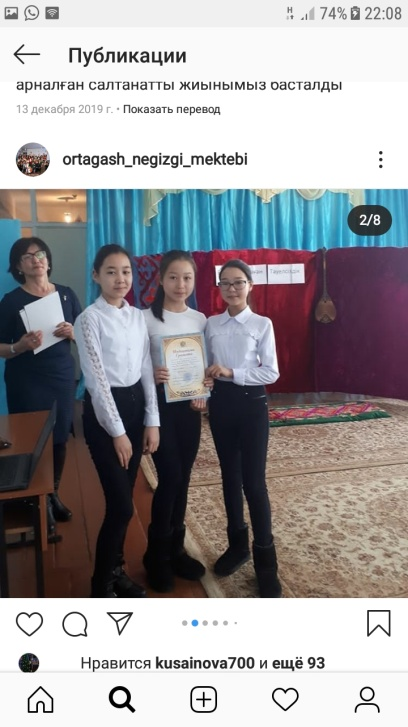 74% 22:08
Публикации
арналған салтанатты жиынымыз басталды
13 декабря 2019 г. • Показать перевод
ortagash_negizgi_mektebi
2/8
Нравится kusainova700 и ещё 93